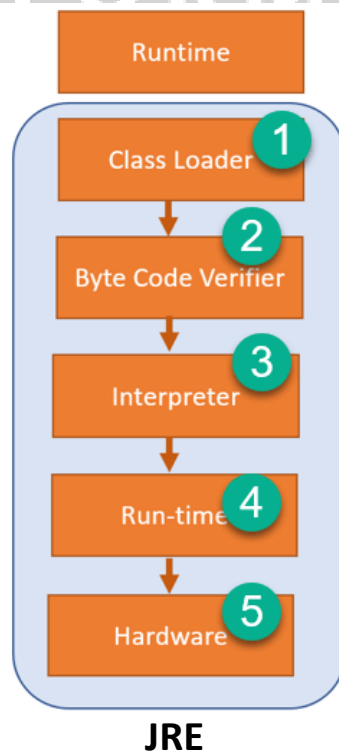 Runtime
Class Loader
1
Byte Code Verifier
2
Interpreter
3
Run-time
4
Hardware
5
JRE